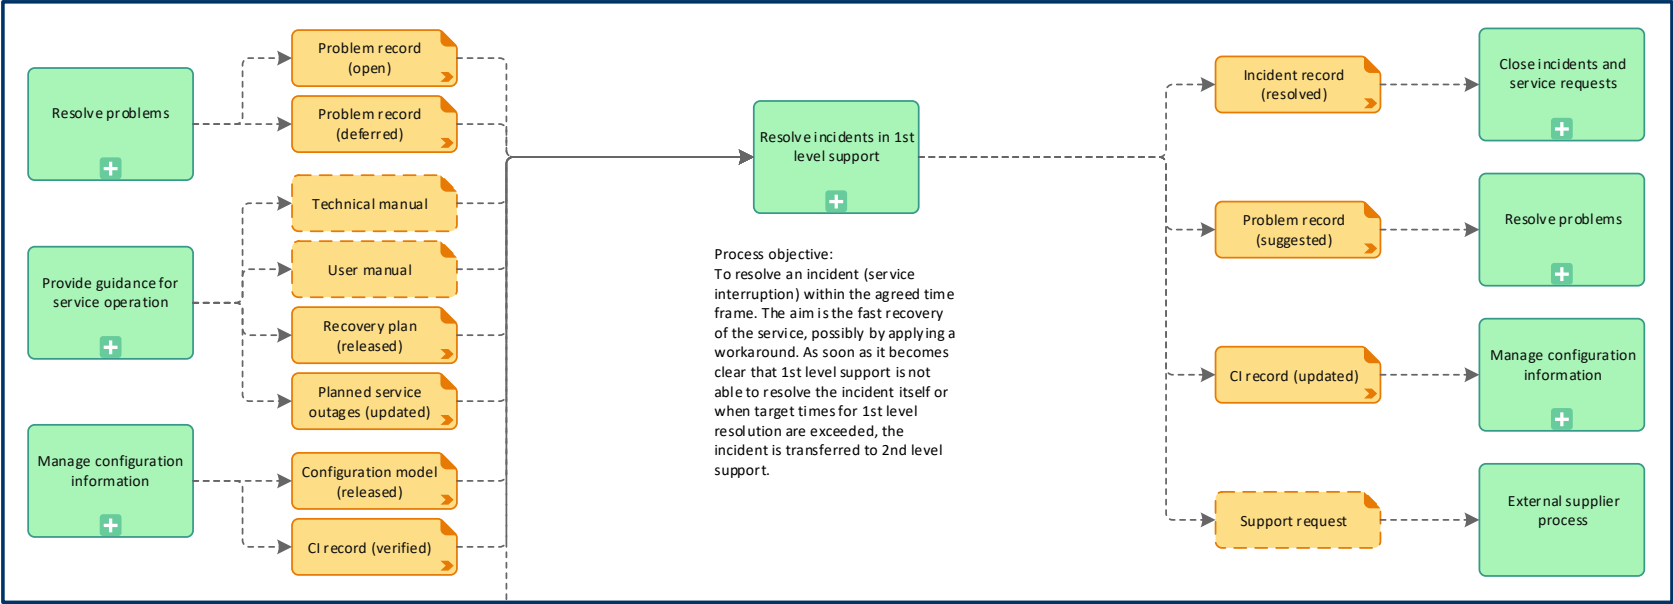 Resolve problems
Problem record
(open)
Problem record
(deferred)
Provide guidance for
service operation
Technical manual
User manual
Recovery plan
(released)
Planned service
outages (updated)
Manage configuration
information
Configuration model
(released)
CI record (verified)
Resolve incidents in 1st
level support
Process objective:
To resolve an incident (service
interruption) within the agreed time
frame. The aim is the fast recovery
of the service, possibly by applying a
workaround. As soon as it becomes
clear that 1st level support is not
able to resolve the incident itself or
when target times for 1st level
resolution are exceeded, the
incident is transferred to 2nd level
support.
Incident record
(resolved)
Close incidents and
service requests
Problem record
(suggested)
Resolve problems
CI record (updated)
Manage configuration
information
Support request
External supplier
process